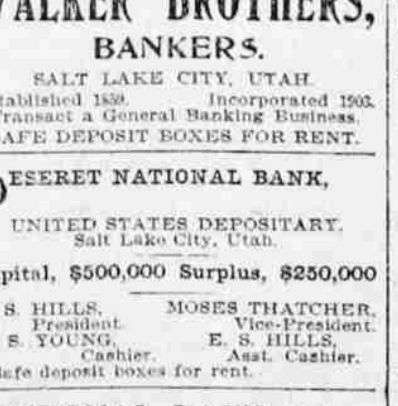 WALKER BROTHERS,
BANKERS.
SALT LAKE CITY, UTAH.
tablished 1859. Incorporated 1903.
Transact a General Banking Business.
SAFE DEPOSIT BOXES FOR RENT.
DESERET NATIONAL BANK,
UNITED STATES DEPOSITARY.
Salt Lake City, Utah.
pital, $500,000 Surplus, $250,000
S. HILLS, MOSES THATCHER,
President. Vice-President.
S. YOUNG, E. S. HILLS,
Cashier. Asst. Cashier.
Safe deposit boxes for rent.